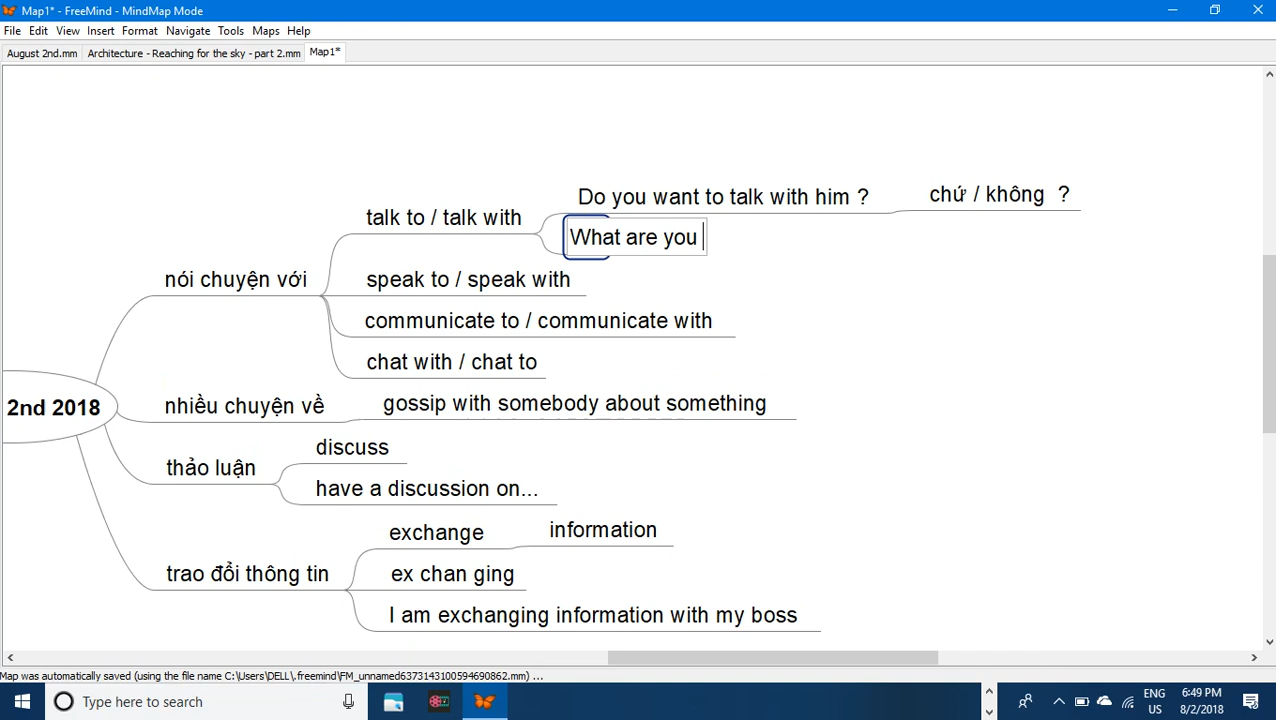 Map1* - FreeMind - MindMap Mode
File Edit View Insert Format Navigate Tools Maps Help
August 2nd.mm Architecture - Reaching for the sky - part 2.mm Map1*
Do you want to talk with him ? chứ / không ?
talk to / talk with
What are you
nói chuyện với
speak to / speak with
communicate to / communicate with
chat with / chat to
2nd 2018
nhiều chuyện về
gossip with somebody about something
thảo luận
discuss
have a discussion on...
exchange information
trao đổi thông tin
ex chan ging
I am exchanging information with my boss
Map was automatically saved (using the file name C:\Users\DELL\.freemind\FM_unnamed6373143100594690862.mm) ...
Type here to search
ENG 6:49 PM
US 8/2/2018